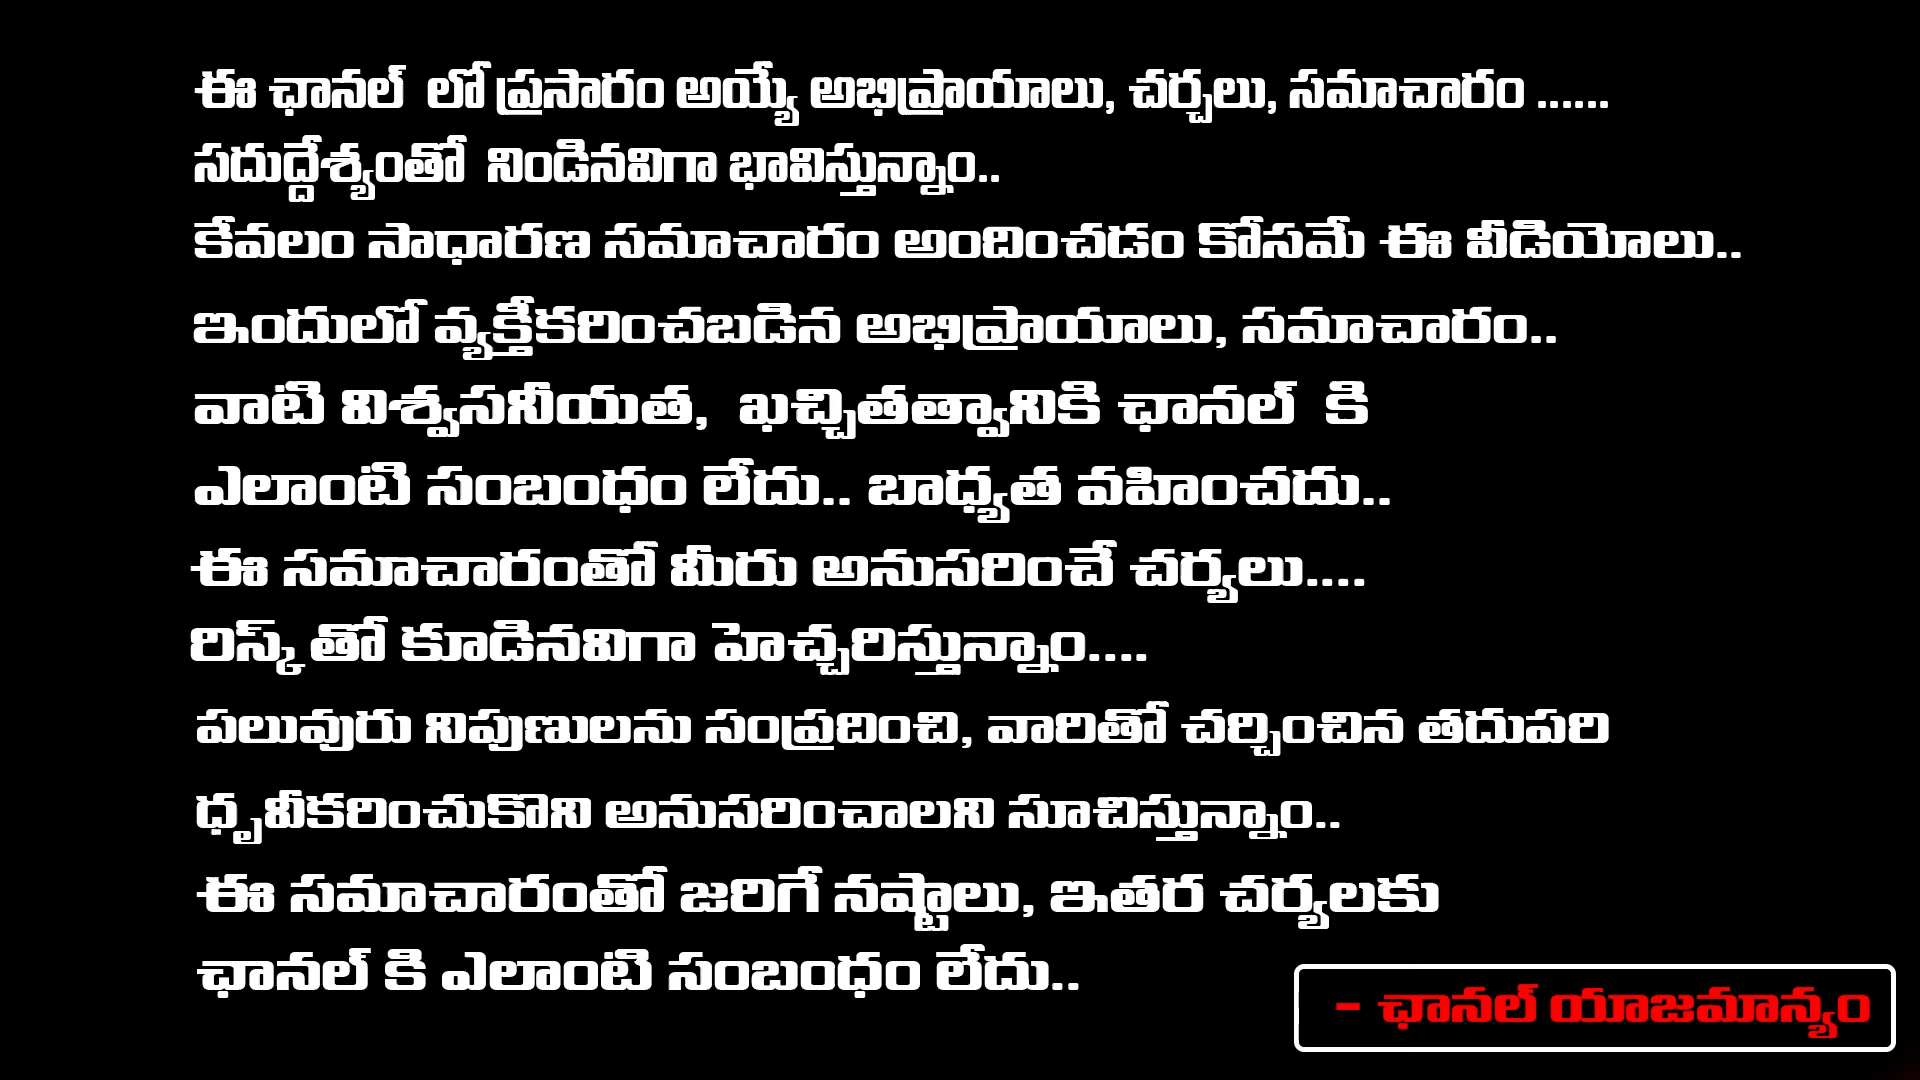 ఈ ఛానల్ లో ప్రసారం అయ్యే అభిప్రాయాలు, చర్చలు, సమాచారం ......
సదుద్దేశ్యంతో నిండినవిగా భావిస్తున్నాం..
కేవలం సాధారణ సమాచారం అందించడం కోసమే ఈ వీడియోలు..
ఇందులో వ్యక్తీకరించబడిన అభిప్రాయాలు, సమాచారం..
వాటి విశ్వసనీయత, ఖచ్చితత్వానికి ఛానల్ కి
ఎలాంటి సంబంధం లేదు.. బాధ్యత వహించదు..
ఈ సమాచారంతో మీరు అనుసరించే చర్యలు....
రిస్క్ తో కూడినవిగా హెచ్చరిస్తున్నాం....
పలువురు నిపుణులను సంప్రదించి, వారితో చర్చించిన తదుపరి
ధృవీకరించుకొని అనుసరించాలని సూచిస్తున్నాం..
ఈ సమాచారంతో జరిగే నష్టాలు, ఇతర చర్యలకు
ఛానల్ కి ఎలాంటి సంబంధం లేదు..
- ఛానల్ యాజమాన్యం